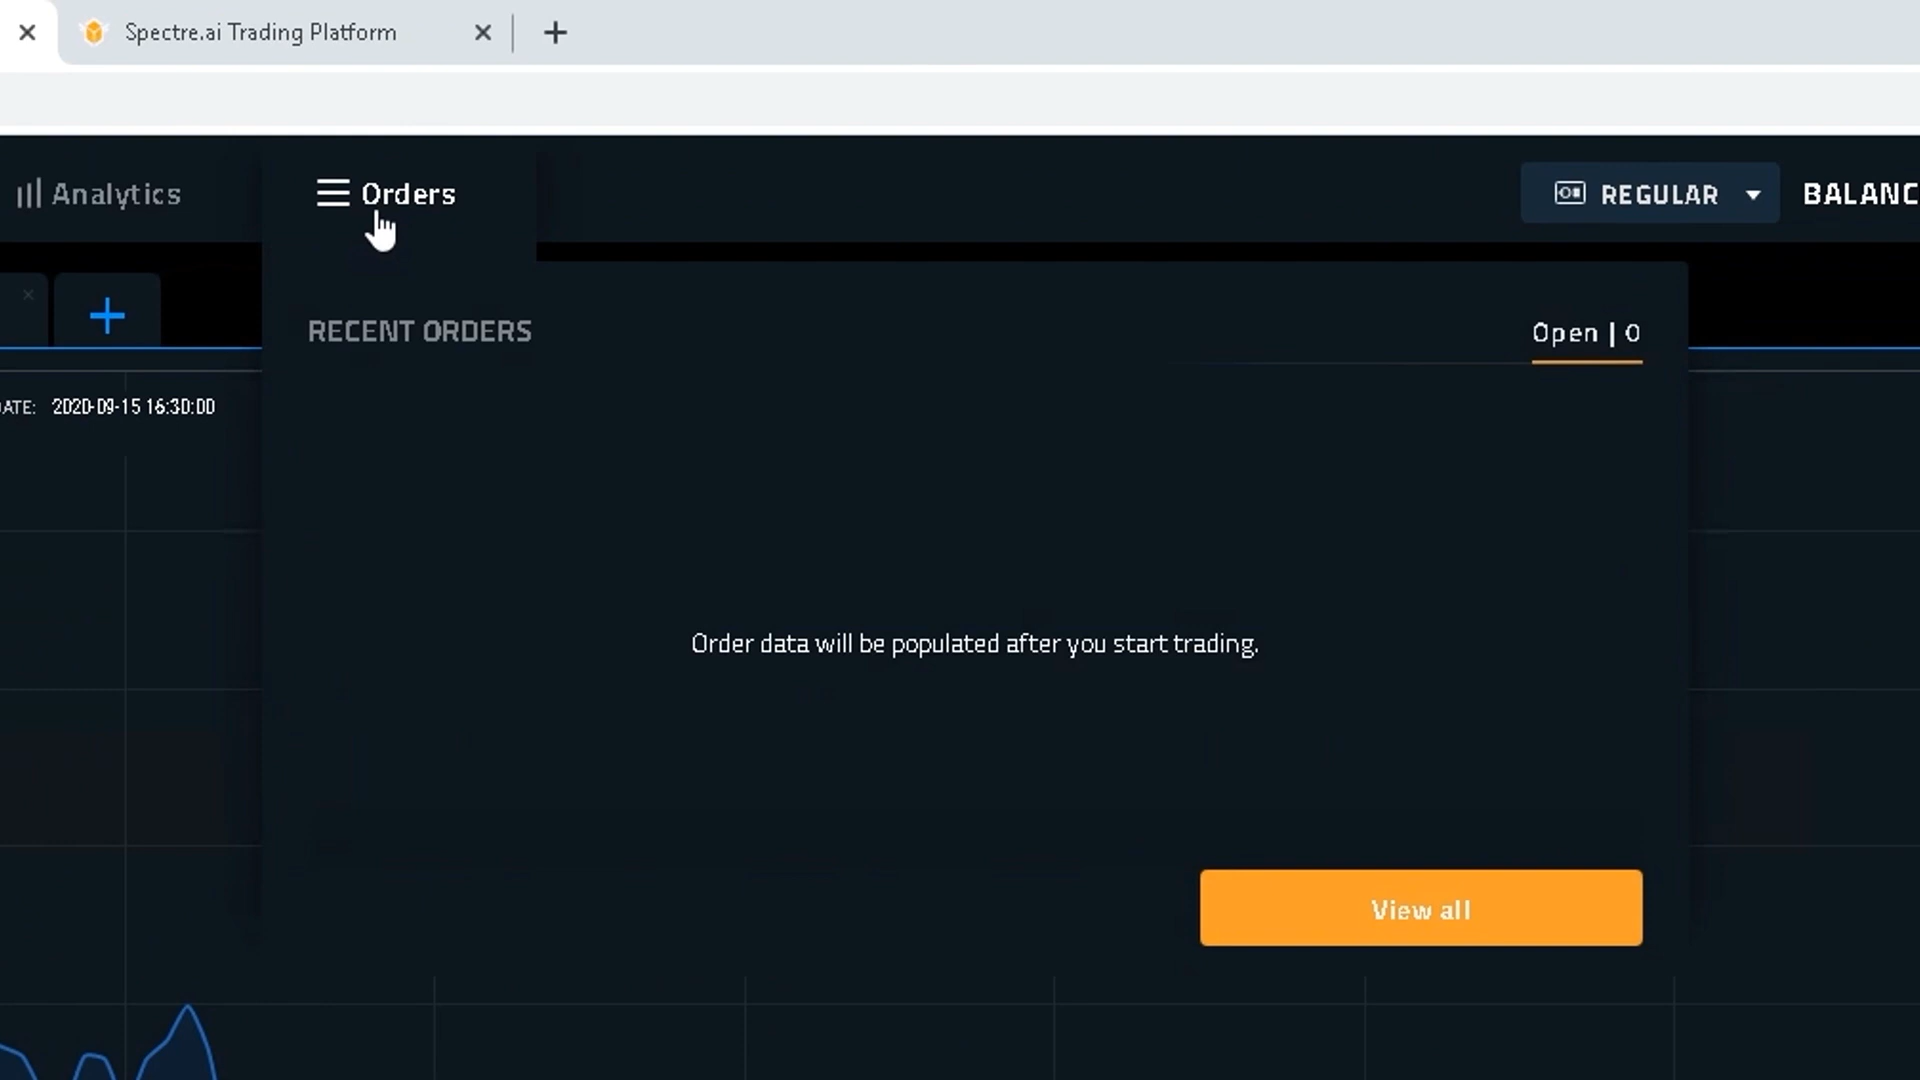 Spectre.ai Trading Platform
Analytics
Orders
REGULAR
BALANC
RECENT ORDERS
Open | 0
ATE: 2020-09-15 16:30:00
Order data will be populated after you start trading.
View all